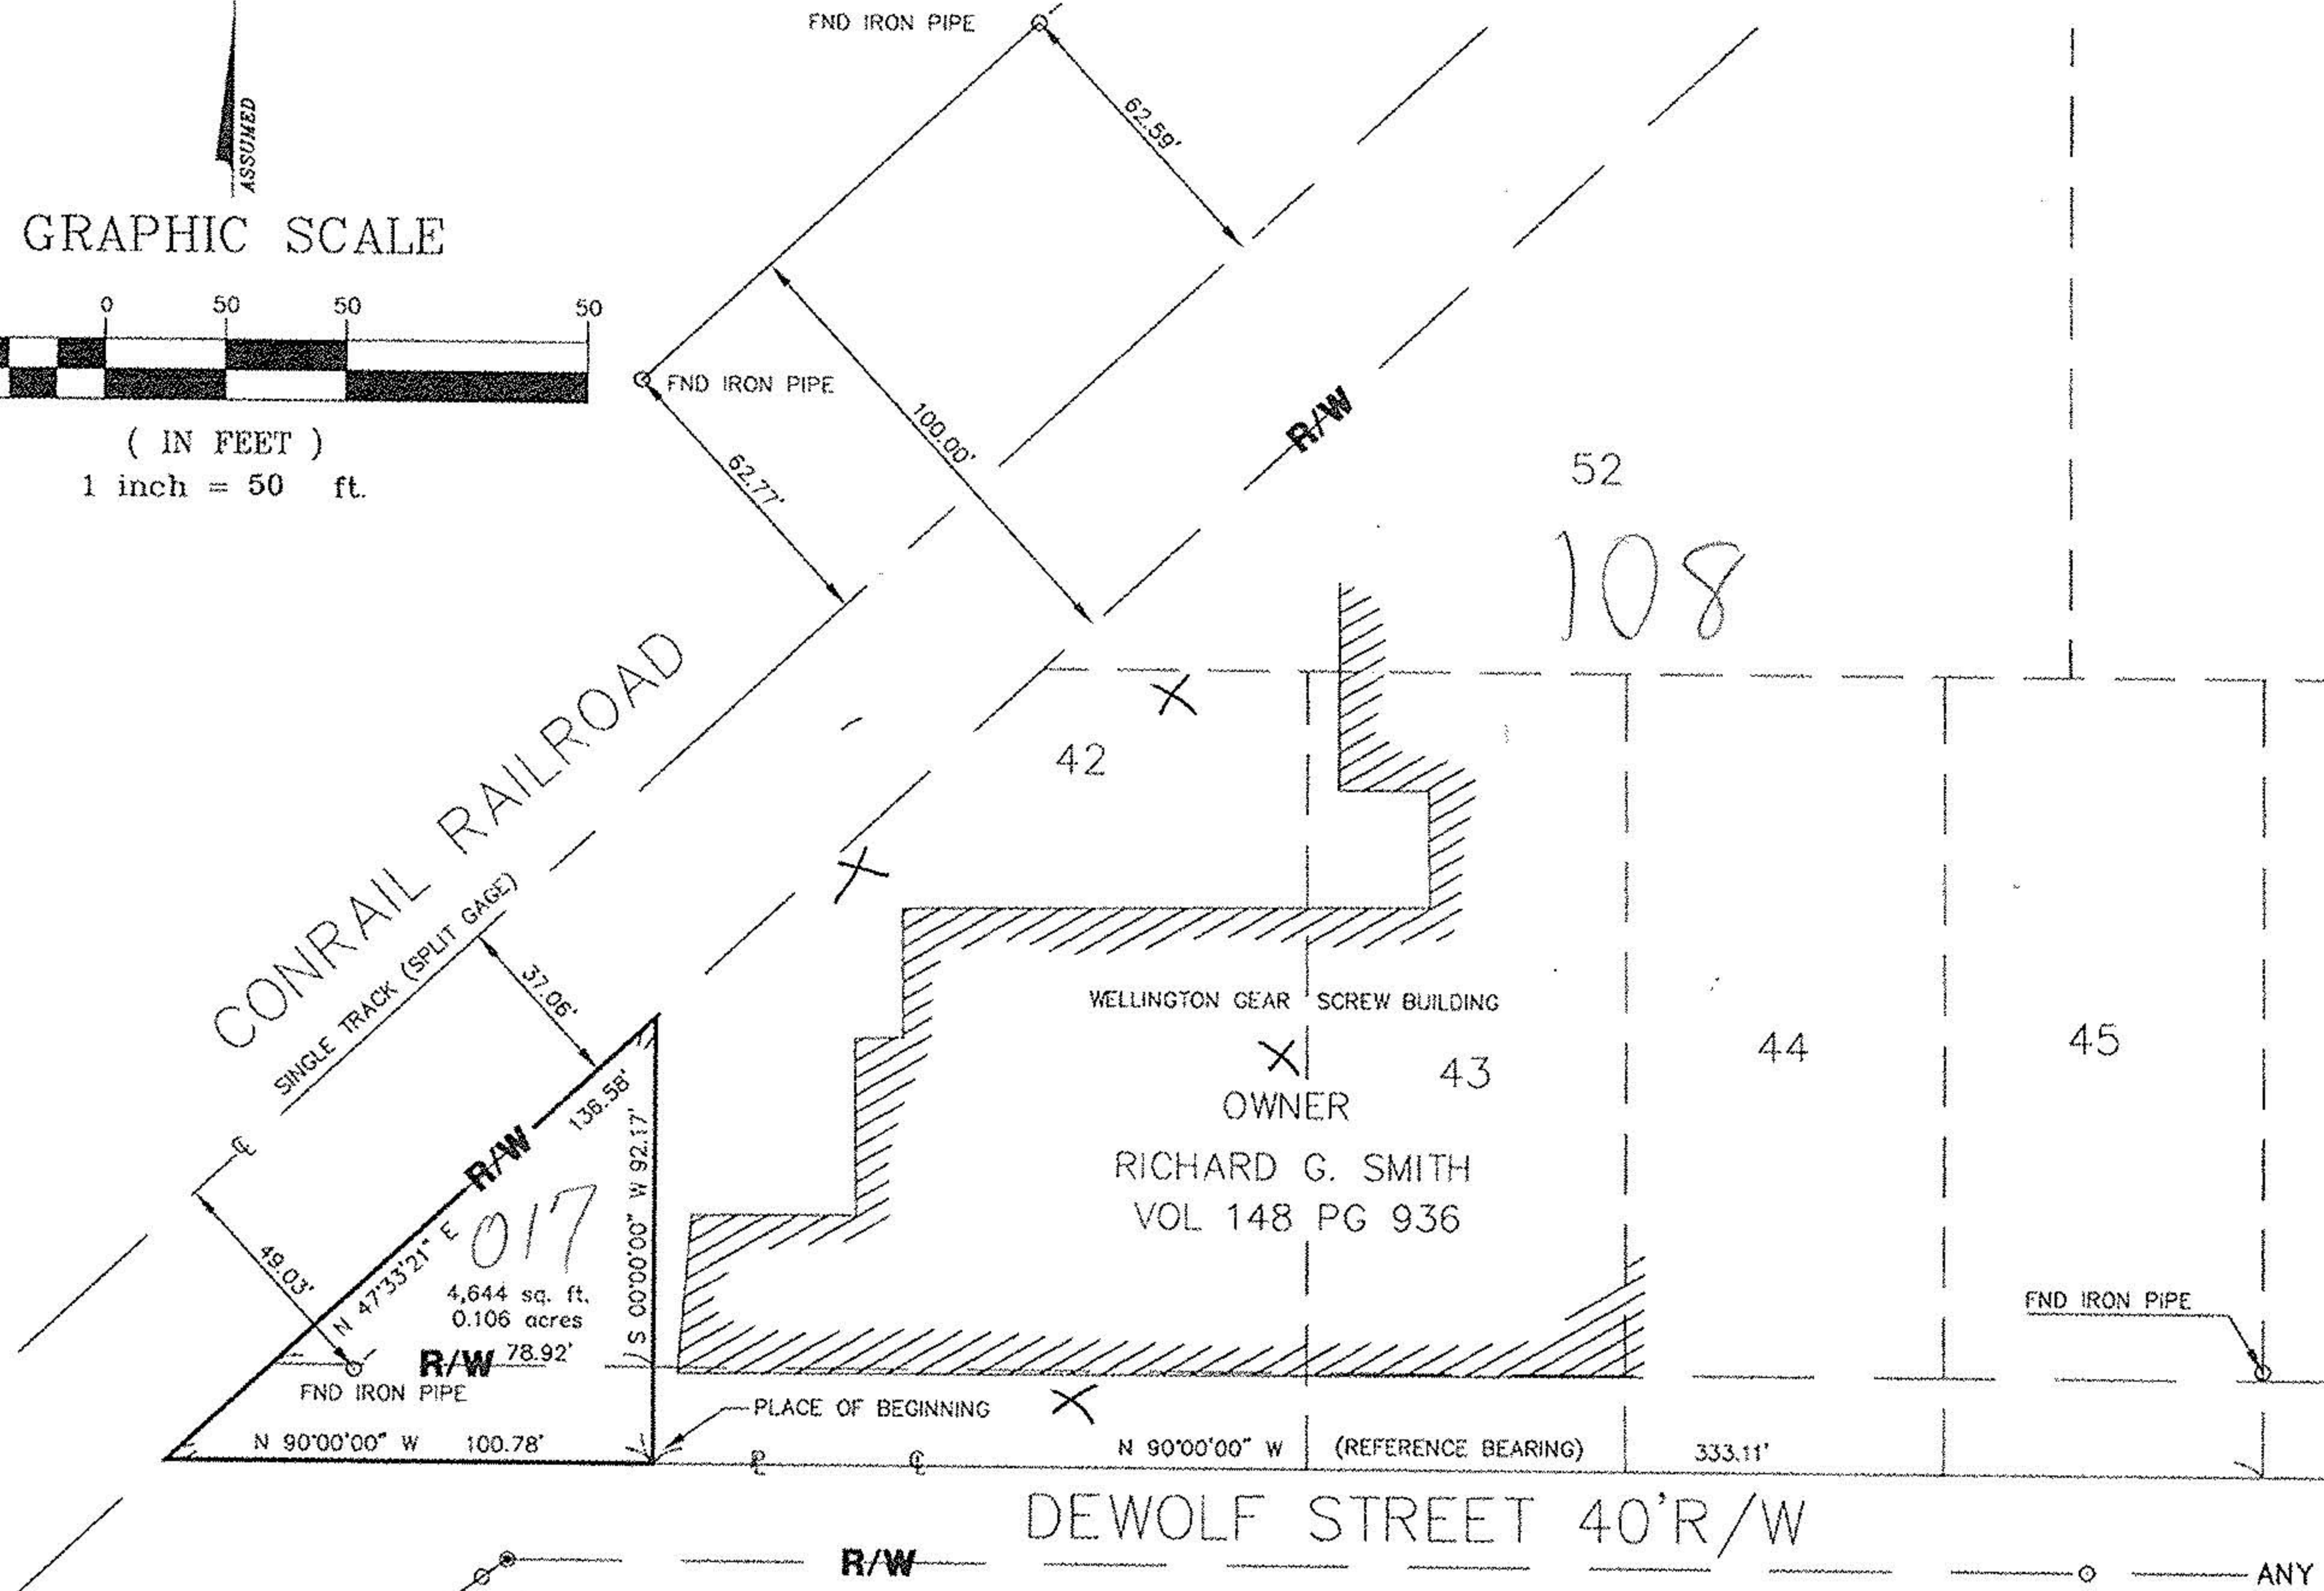 FND IRON PIPE
ASSUMED
62.59'
GRAPHIC SCALE
0 50 50 50
( IN FEET )
1 inch = 50 ft.
FND IRON PIPE
100.00'
62.77'
R/W
52
108
CONRAIL RAILROAD
SINGLE TRACK (SPLIT GAGE)
37.06'
42
WELLINGTON GEAR SCREW BUILDING
43
44
45
OWNER
RICHARD G. SMITH
VOL 148 PG 936
℄
49.03'
136.58'
R/W
N 47°33'21" E
017
4,644 sq. ft.
0.106 acres
S 00°00'00" W 92.17'
R/W 78.92'
FND IRON PIPE
FND IRON PIPE
PLACE OF BEGINNING
N 90°00'00" W 100.78'
℄
N 90°00'00" W (REFERENCE BEARING) 333.11'
DEWOLF STREET 40'R/W
R/W
ANY